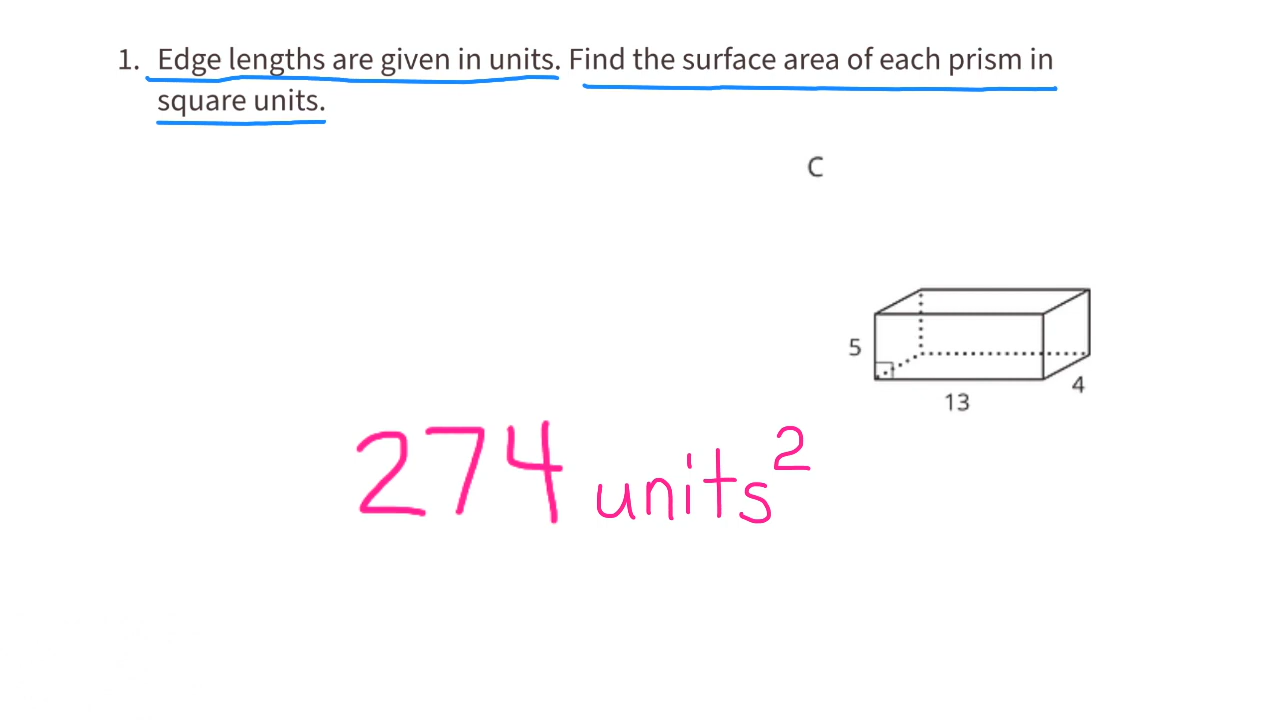 1. Edge lengths are given in units. Find the surface area of each prism in
square units.
C
5
4
13
274 units²